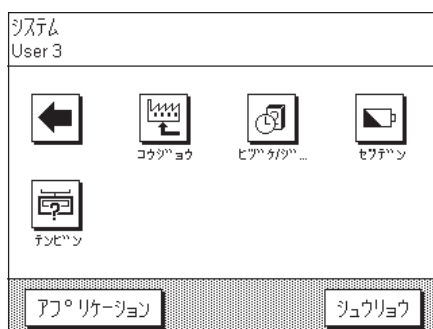 システム
User 3
コウジョウ
ヒヅケ/ジ...
セツデン
?
テンビン
アプリケーション
シュウリョウ